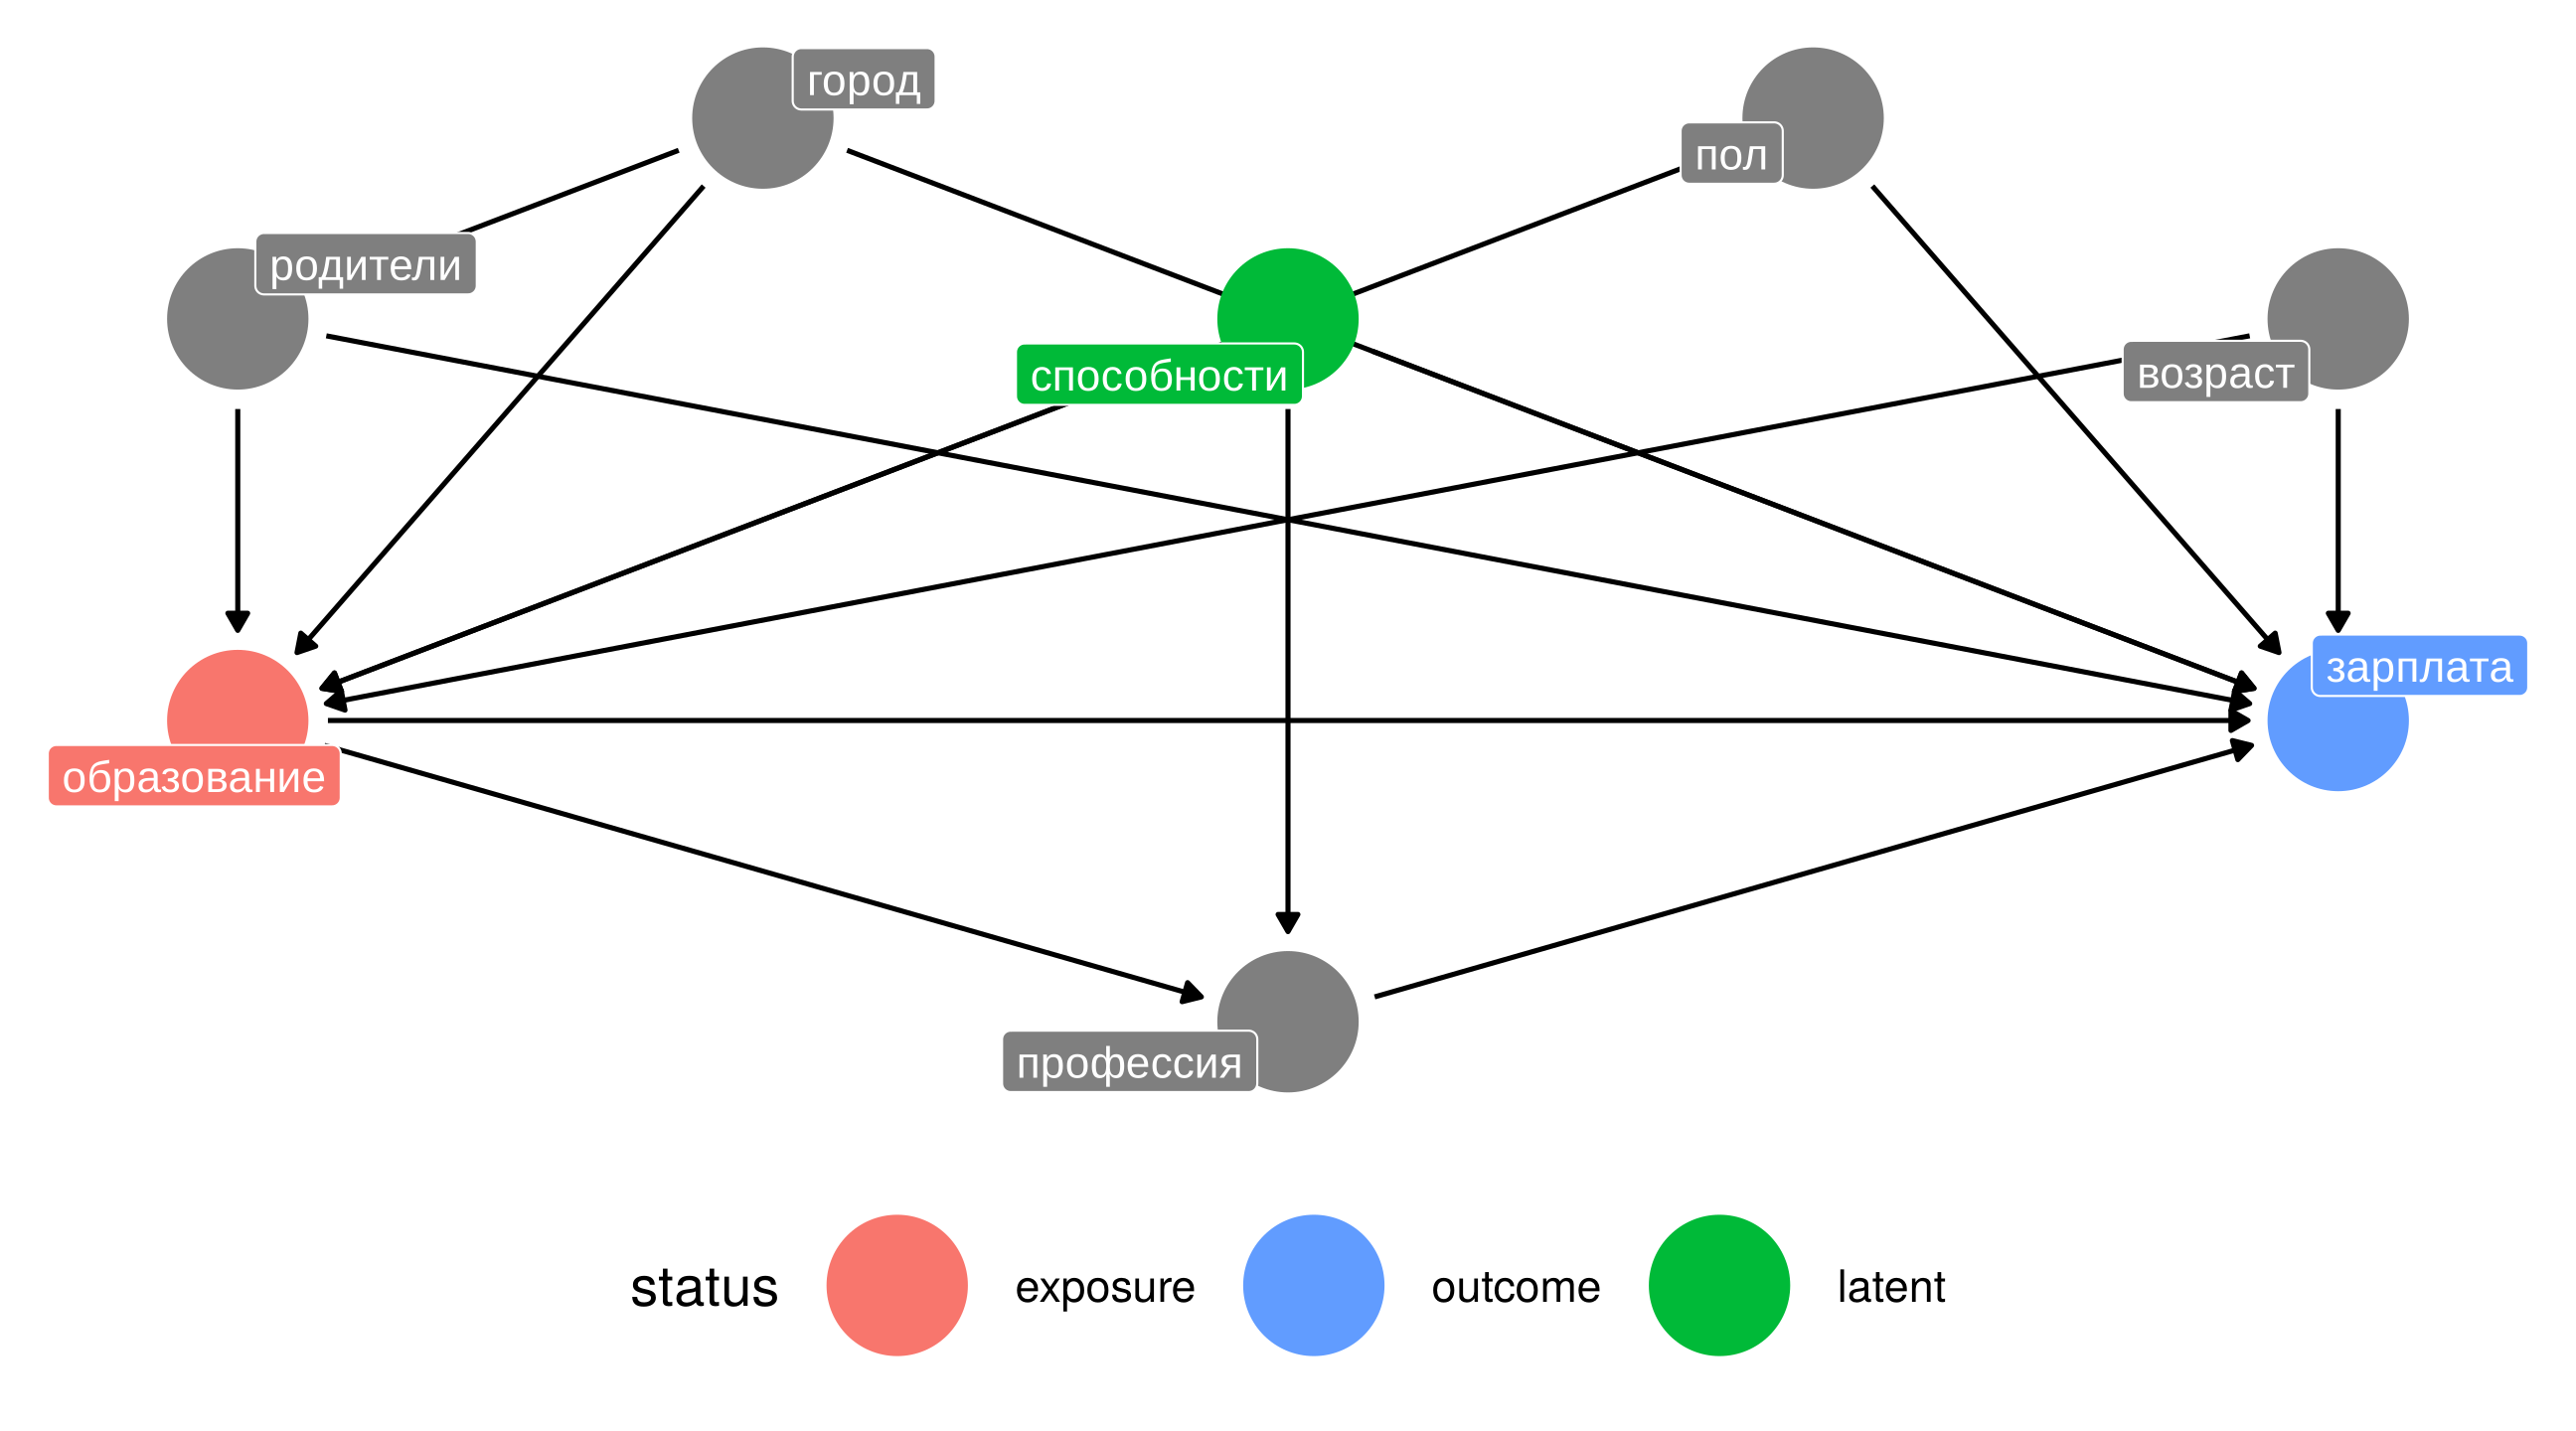 город
пол
родители
способности
возраст
зарплата
образование
профессия
status exposure outcome latent